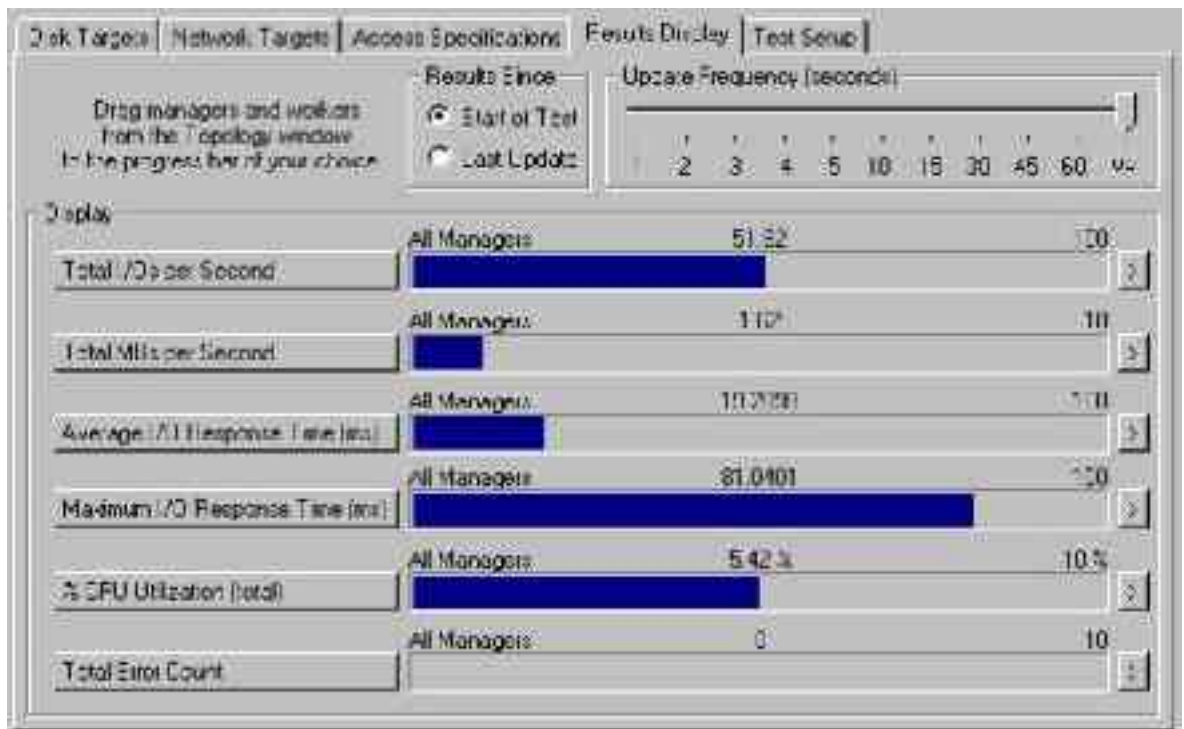 Disk Targets Network Targets Access Specifications Results Display Test Setup
Results Since
Update Frequency (seconds)
Drag managers and workers
from the Topology window
to the progress bar of your choice.
Start of Test
Last Update
1 2 3 4 5 10 15 30 45 60
Display
All Managers 100
Total I/Os per Second
All Managers 10
Total MBs per Second
All Managers
Average I/O Response Time (ms)
All Managers 81.0401 100
Maximum I/O Response Time (ms)
All Managers 5.42 % 10 %
% CPU Utilization (total)
All Managers 0 10
Total Error Count